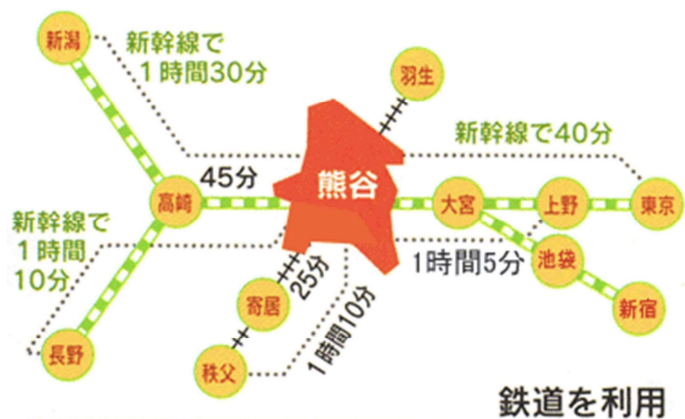 新潟
新幹線で
1時間30分
羽生
新幹線で40分
45分
熊谷
高崎
大宮
上野
東京
新幹線で
1時間
10分
1時間5分
池袋
25分
寄居
新宿
1時間10分
長野
秩父
鉄道を利用